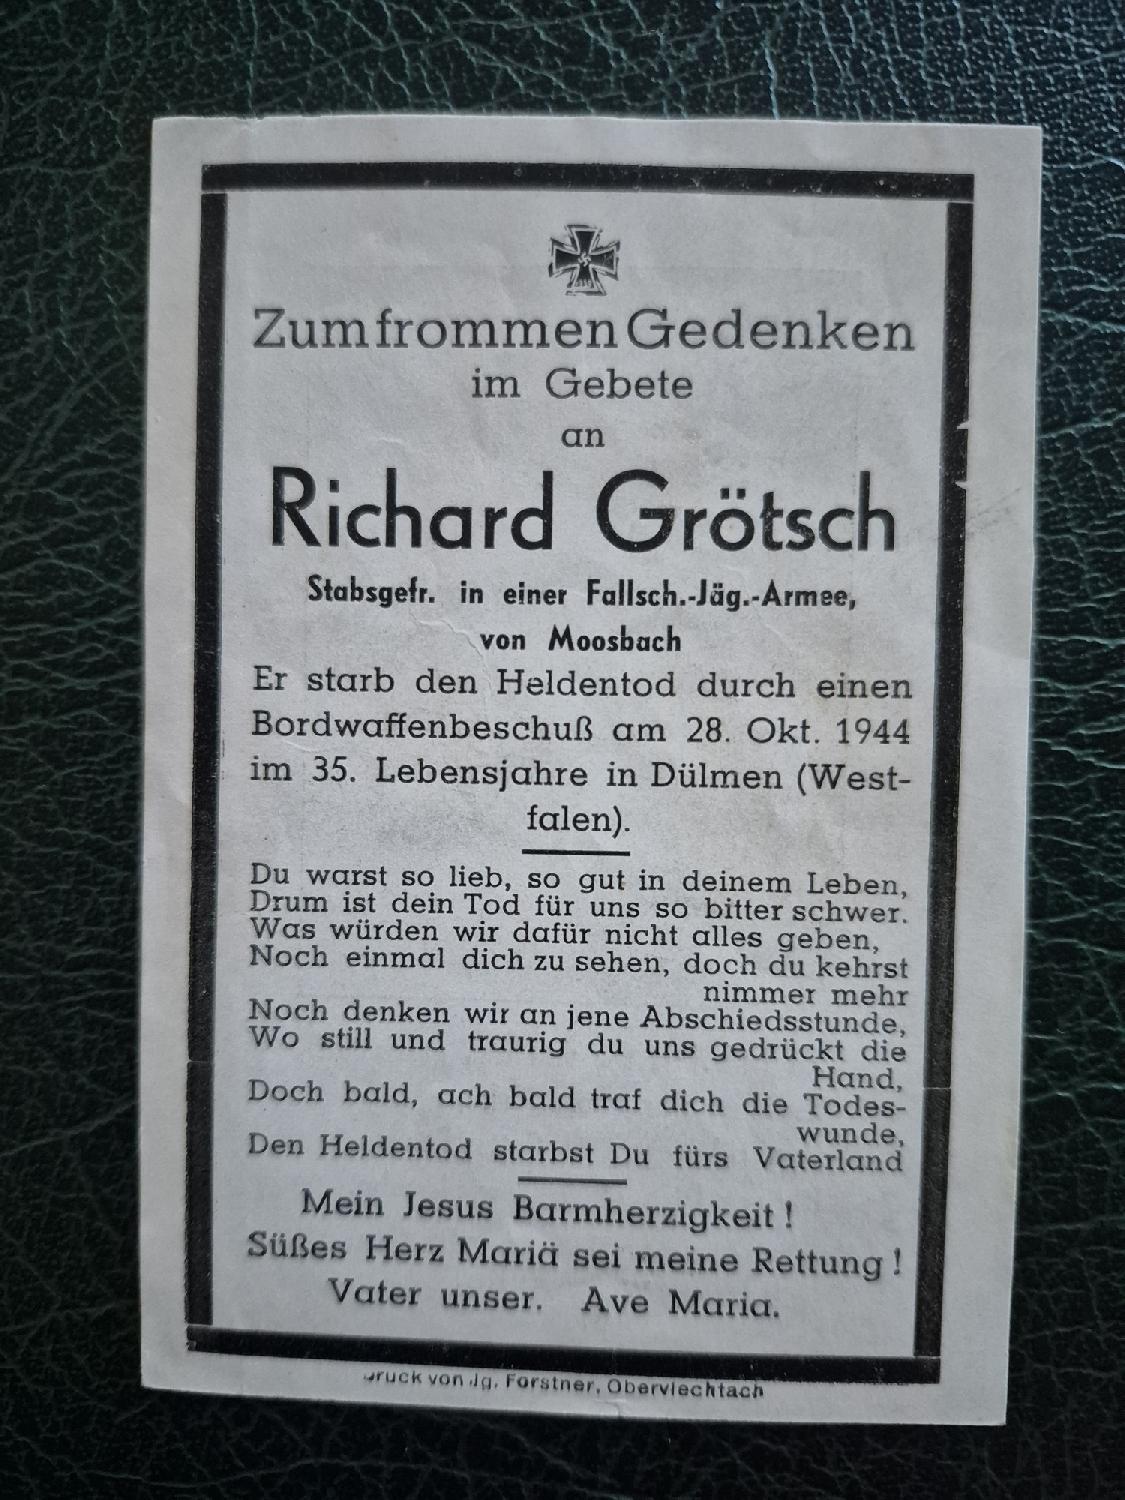 Zum frommen Gedenken
im Gebete
an
Richard Grötsch
Stabsgefr. in einer Fallsch.-Jäg.-Armee,
von Moosbach
Er starb den Heldentod durch einen
Bordwaffenbeschuß am 28. Okt. 1944
im 35. Lebensjahre in Dülmen (West-
falen).
Du warst so lieb, so gut in deinem Leben,
Drum ist dein Tod für uns so bitter schwer.
Was würden wir dafür nicht alles geben,
Noch einmal dich zu sehen, doch du kehrst
nimmer mehr
Noch denken wir an jene Abschiedsstunde,
Wo still und traurig du uns gedrückt die
Hand,
Doch bald, ach bald traf dich die Todes-
wunde,
Den Heldentod starbst Du fürs Vaterland
Mein Jesus Barmherzigkeit!
Süßes Herz Mariä sei meine Rettung!
Vater unser. Ave Maria.
Druck von Jg. Forstner, Oberviechtach